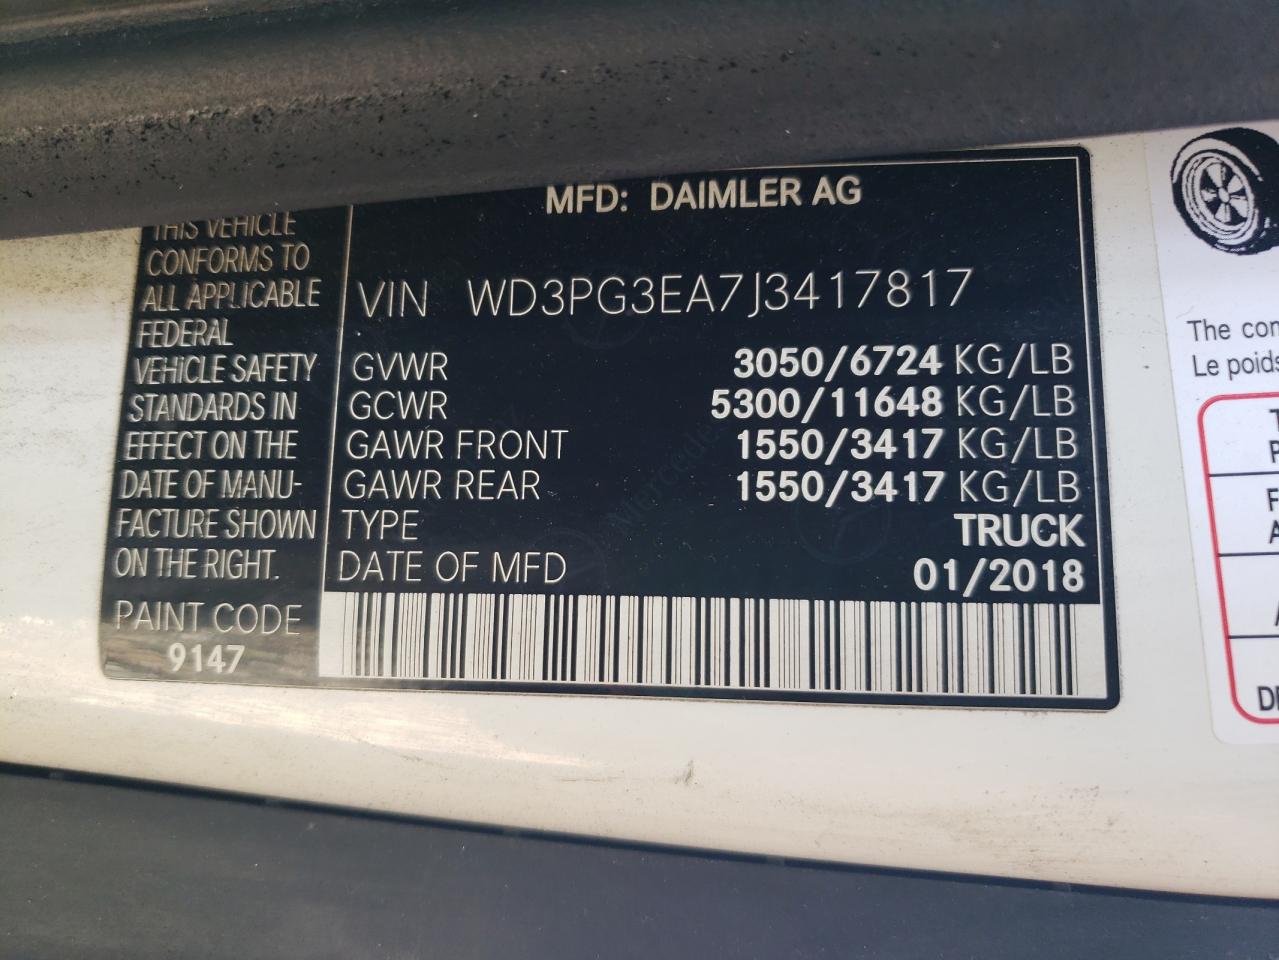 MFD: DAIMLER AG
THIS VEHICLE
CONFORMS TO
ALL APPLICABLE
FEDERAL
VEHICLE SAFETY
STANDARDS IN
EFFECT ON THE
DATE OF MANU-
FACTURE SHOWN
ON THE RIGHT.
PAINT CODE
9147
VIN WD3PG3EA7J3417817
GVWR 3050/6724 KG/LB
GCWR 5300/11648 KG/LB
GAWR FRONT 1550/3417 KG/LB
GAWR REAR 1550/3417 KG/LB
TYPE TRUCK
DATE OF MFD 01/2018
The
Le poids